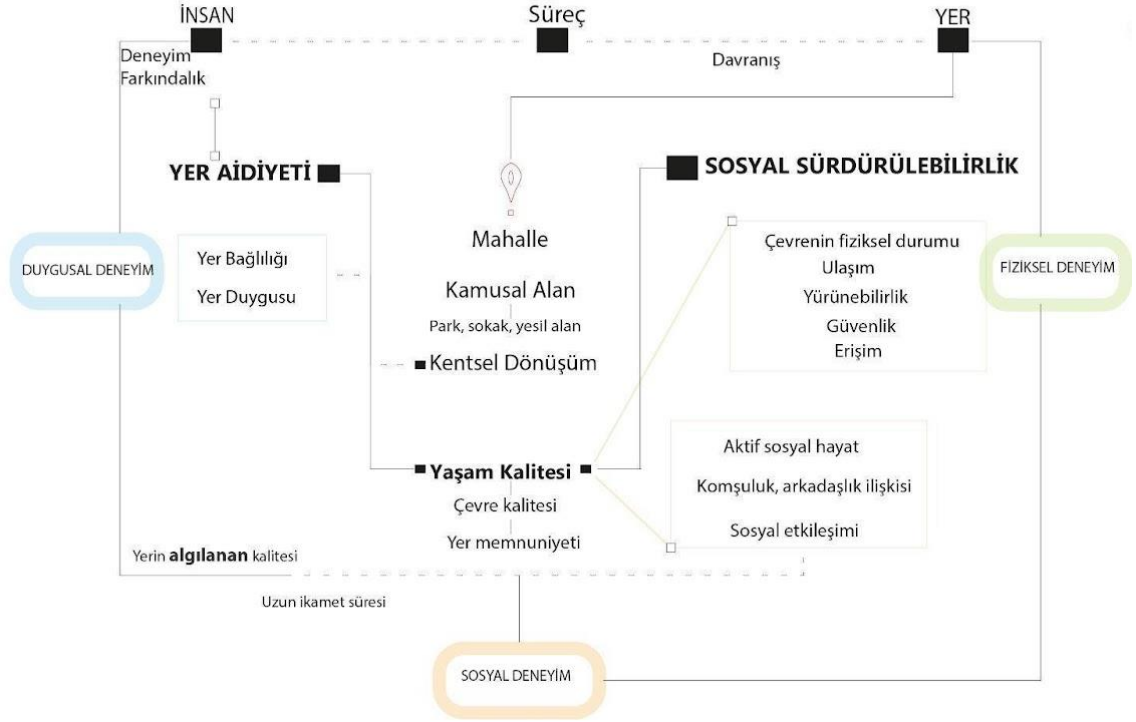 İNSAN
Süreç
YER
Deneyim
Farkındalık
Davranış
YER AİDİYETİ
SOSYAL SÜRDÜRÜLEBİLİRLİK
DUYGUSAL DENEYİM
Yer Bağlılığı
Yer Duygusu
Mahalle
Kamusal Alan
Park, sokak, yesil alan
Kentsel Dönüşüm
Çevrenin fiziksel durumu
Ulaşım
Yürünebilirlik
Güvenlik
Erişim
FİZİKSEL DENEYİM
Yaşam Kalitesi
Çevre kalitesi
Yer memnuniyeti
Aktif sosyal hayat
Komşuluk, arkadaşlık ilişkisi
Sosyal etkileşimi
Yerin algılanan kalitesi
Uzun ikamet süresi
SOSYAL DENEYİM